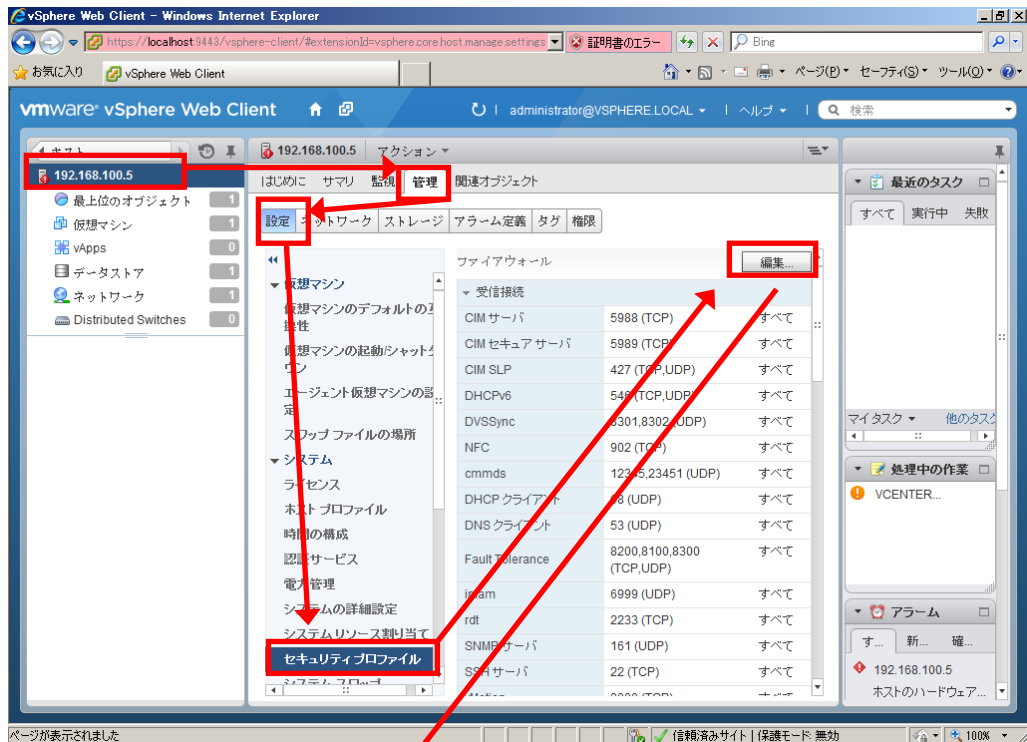 vSphere Web Client - Windows Internet Explorer
https://localhost:9443/vsphere-client/#extensionId=vsphere.core.host.manage.settings
証明書のエラー
Bing
お気に入り
vSphere Web Client
ページ(P)
セーフティ(S)
ツール(O)
vmware® vSphere Web Client
administrator@VSPHERE.LOCAL
ヘルプ
検索
ホスト
192.168.100.5
最上位のオブジェクト 1
仮想マシン 1
vApps 0
データストア 1
ネットワーク 1
Distributed Switches 0
192.168.100.5
アクション
はじめに
サマリ
監視
管理
関連オブジェクト
設定
ネットワーク
ストレージ
アラーム定義
タグ
権限
仮想マシン
仮想マシンのデフォルトの互
換性
仮想マシンの起動/シャットダ
ウン
エージェント仮想マシンの設
定
スワップ ファイルの場所
システム
ライセンス
ホスト プロファイル
時間の構成
認証サービス
電力管理
システムの詳細設定
システムリソース割り当て
セキュリティ プロファイル
システム スワップ
ファイアウォール
編集...
受信接続
CIM サーバ 5988 (TCP) すべて
CIM セキュア サーバ 5989 (TCP) すべて
CIM SLP 427 (TCP,UDP) すべて
DHCPv6 546 (TCP,UDP) すべて
DVSSync 8301,8302 (UDP) すべて
NFC 902 (TCP) すべて
cmmds 12345,23451 (UDP) すべて
DHCP クライアント 68 (UDP) すべて
DNS クライアント 53 (UDP) すべて
Fault Tolerance 8200,8100,8300 すべて
(TCP,UDP)
ipfam 6999 (UDP) すべて
rdt 2233 (TCP) すべて
SNMP サーバ 161 (UDP) すべて
SSH サーバ 22 (TCP) すべて
最近のタスク
すべて
実行中
失敗
マイ タスク
他のタスク
処理中の作業
VCENTER...
アラーム
す...
新...
確...
192.168.100.5
ホストのハードウェア...
ページが表示されました
信頼済みサイト | 保護モード: 無効
100%